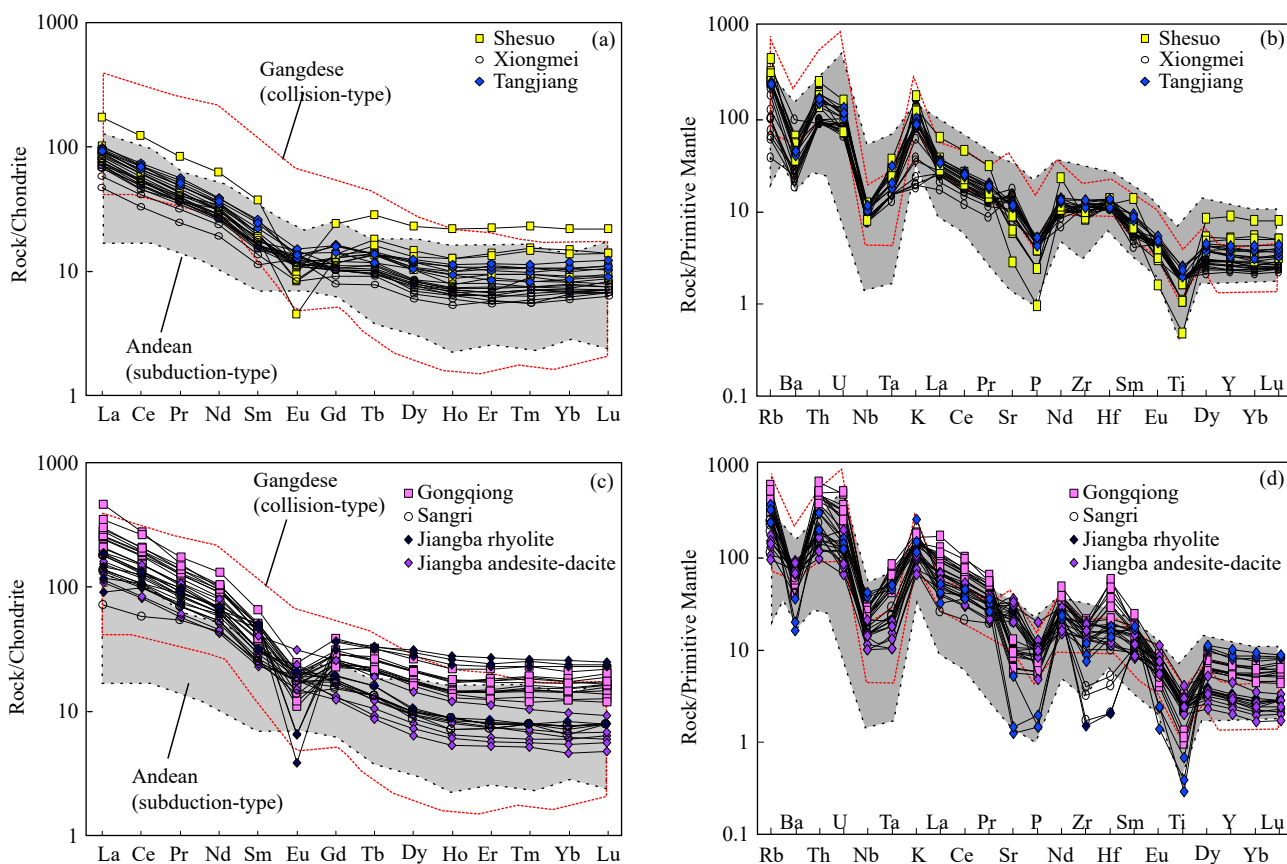 1000
100
10
1
Rock/Chondrite
(a)
Shesuo
Xiongmei
Tangjiang
Gangdese
(collision-type)
Andean
(subduction-type)
La Ce Pr Nd Sm Eu Gd Tb Dy Ho Er Tm Yb Lu
1000
100
10
1
0.1
Rock/Primitive Mantle
(b)
Shesuo
Xiongmei
Tangjiang
Ba U Ta La Pr P Zr Sm Ti Y Lu
Rb Th Nb K Ce Sr Nd Hf Eu Dy Yb
1000
100
10
1
Rock/Chondrite
(c)
Gongqiong
Sangri
Jiangba rhyolite
Jiangba andesite-dacite
Gangdese
(collision-type)
Andean
(subduction-type)
La Ce Pr Nd Sm Eu Gd Tb Dy Ho Er Tm Yb Lu
1000
100
10
1
0.1
Rock/Primitive Mantle
(d)
Gongqiong
Sangri
Jiangba rhyolite
Jiangba andesite-dacite
Ba U Ta La Pr P Zr Sm Ti Y Lu
Rb Th Nb K Ce Sr Nd Hf Eu Dy Yb